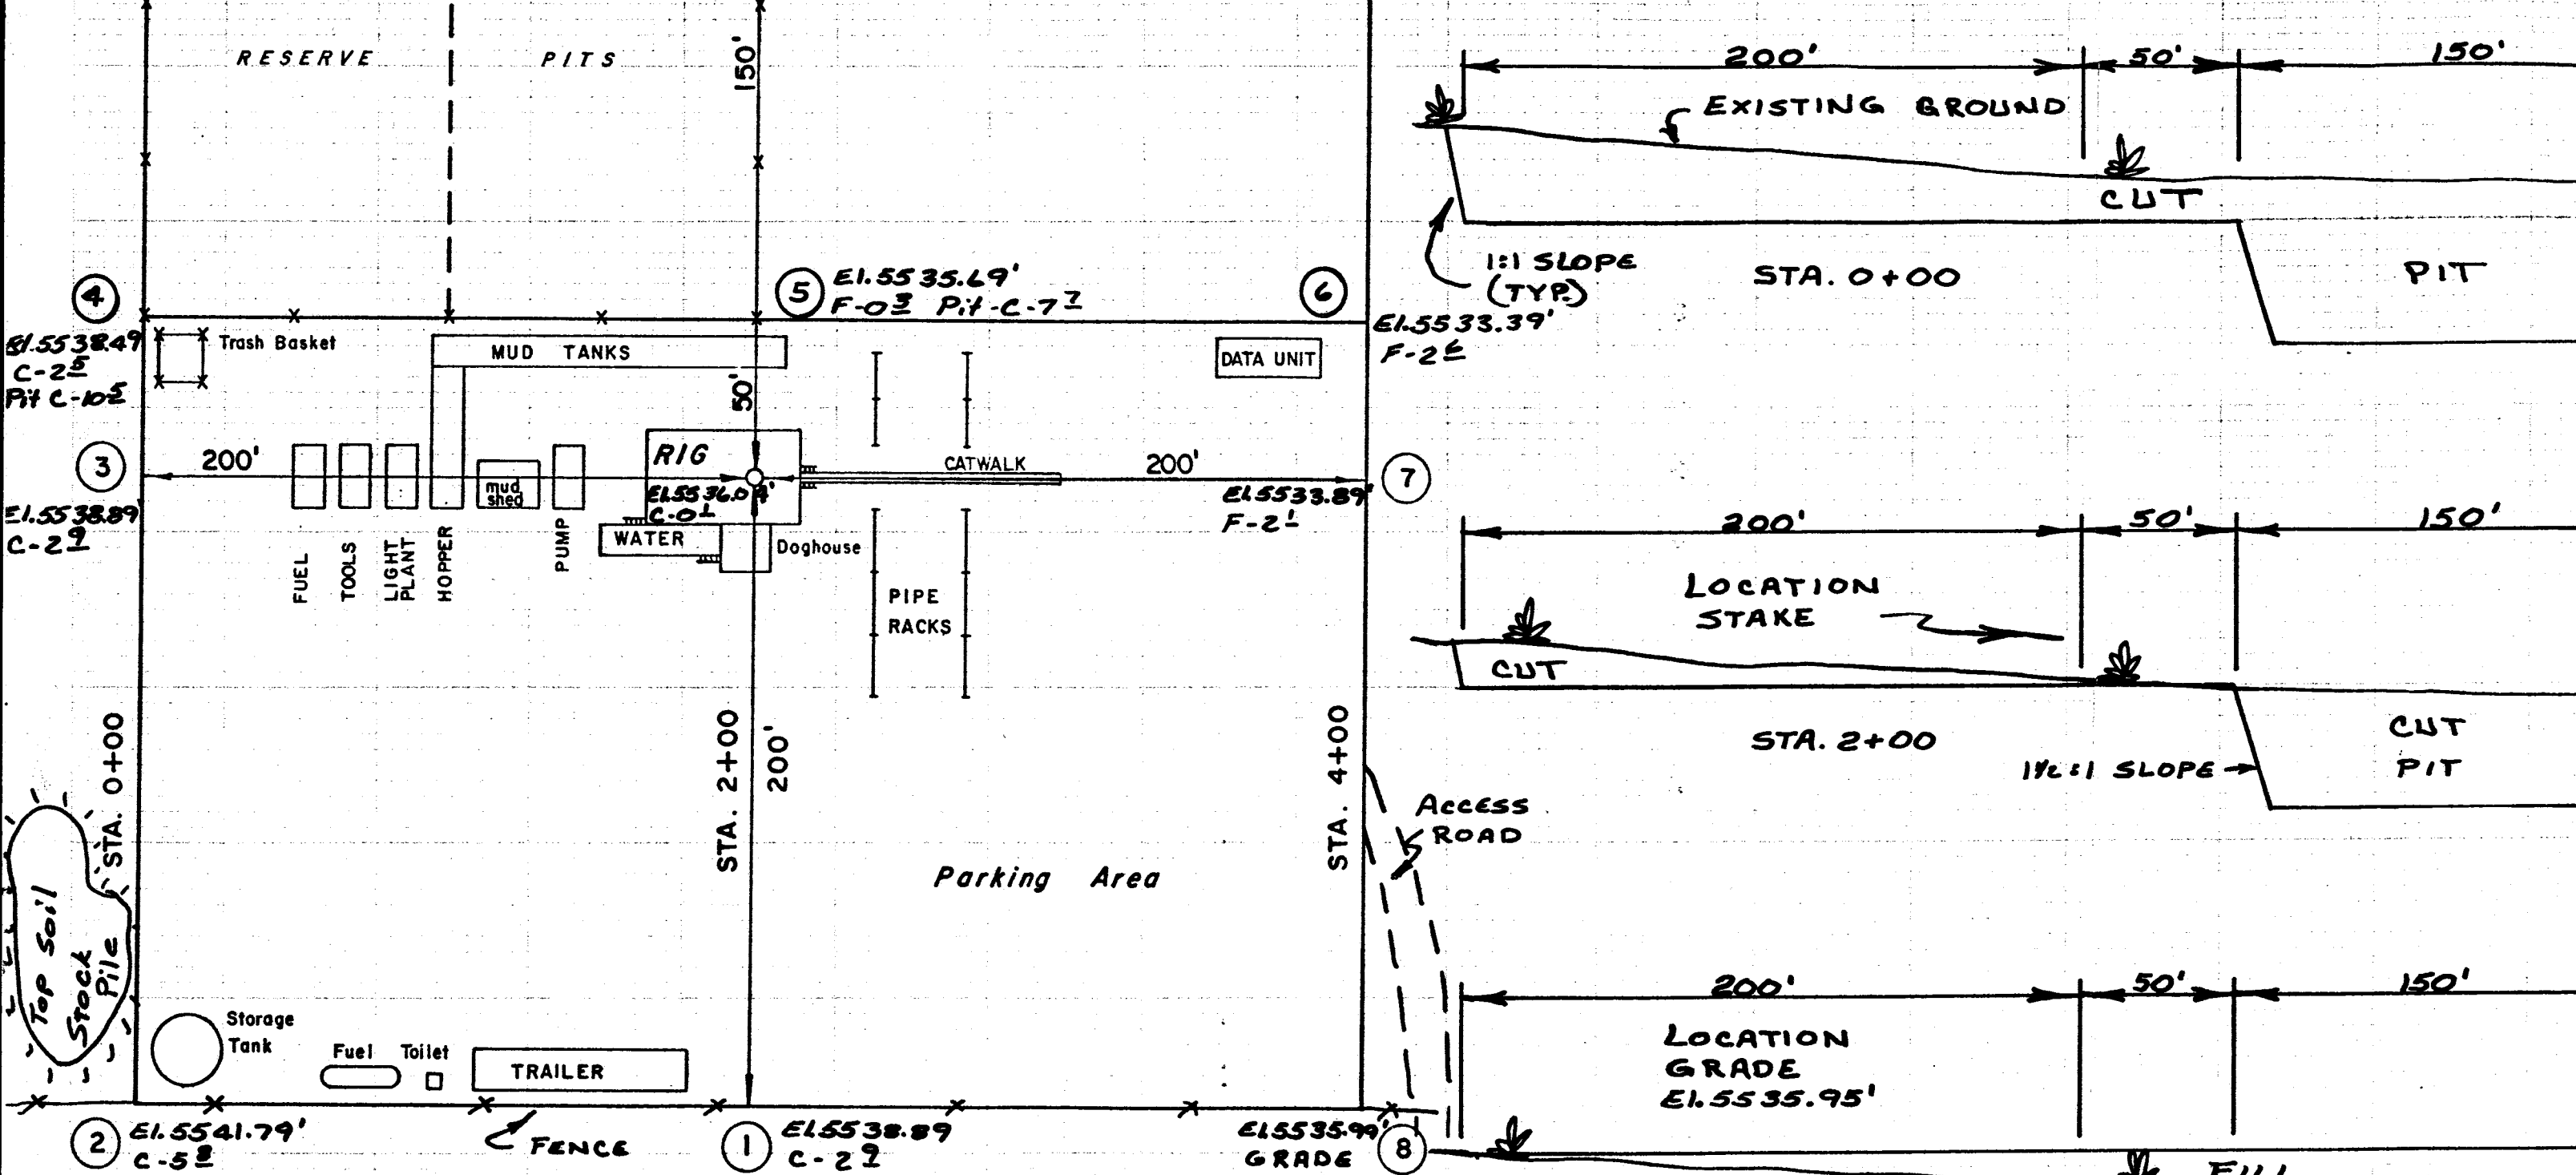 RESERVE PITS
150'
4
El.5538.49'
C-2 5
Pit C-10 5
Trash Basket
MUD TANKS
50'
5
El.5535.69'
F-0 3 Pit-C-7 7
6
El.5533.39'
F-2 6
DATA UNIT
3
El.5538.89'
C-2 9
200'
FUEL
TOOLS
LIGHT
PLANT
HOPPER
mud
shed
PUMP
RIG
El.5536.04'
C-0 1
WATER
Doghouse
CATWALK
200'
El.5533.89'
F-2 1
7
PIPE
RACKS
STA. 0+00
STA. 2+00
200'
STA. 4+00
Access
ROAD
Parking Area
Top Soil
Stock
Pile
Storage
Tank
Fuel
Toilet
TRAILER
2
El.5541.79'
C-5 8
FENCE
1
El.5538.89
C-2 9
El.5535.99'
GRADE
8
200' 50' 150'
EXISTING GROUND
CUT
1:1 SLOPE
(TYP.)
STA. 0+00
PIT
200' 50' 150'
LOCATION
STAKE
CUT
STA. 2+00
1 1/2:1 SLOPE
CUT
PIT
200' 50' 150'
LOCATION
GRADE
El.5535.95'
FILL